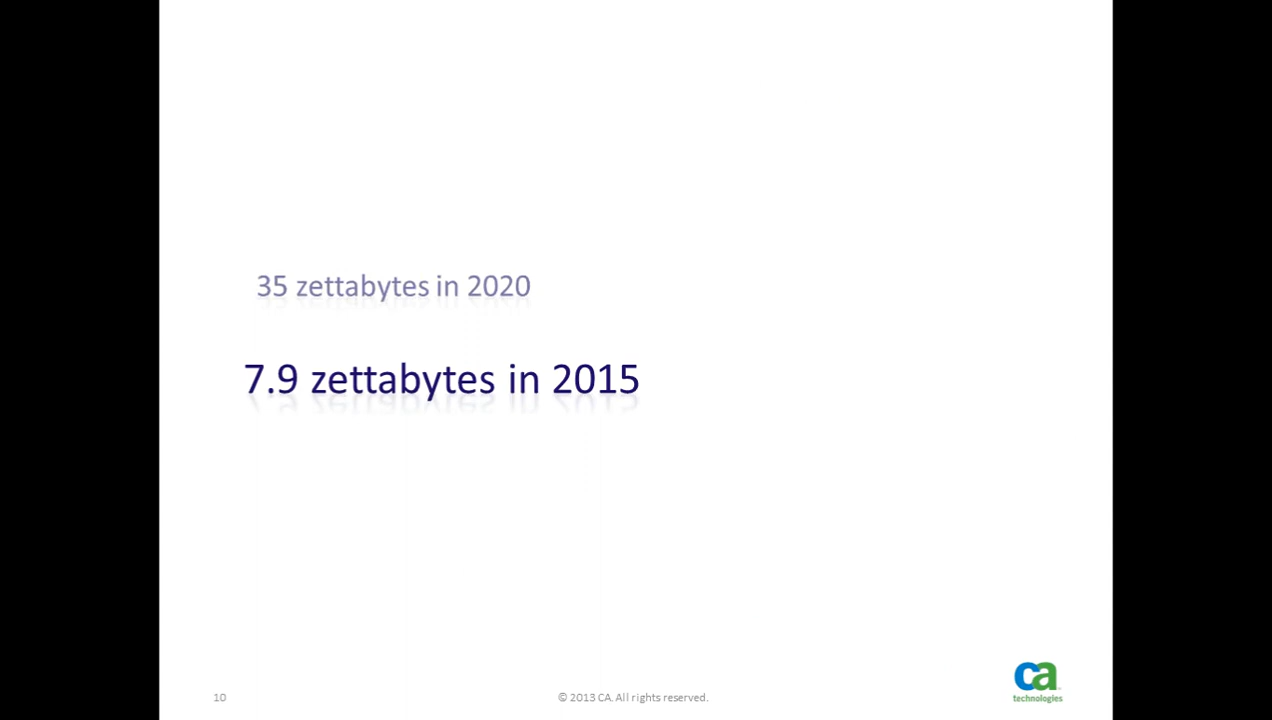 35 zettabytes in 2020
7.9 zettabytes in 2015
10
© 2013 CA. All rights reserved.
ca
technologies